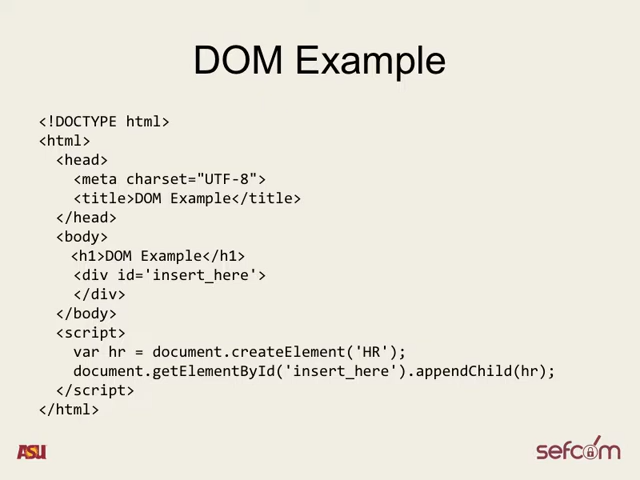 DOM Example
<!DOCTYPE html>
<html>
  <head>
    <meta charset="UTF-8">
    <title>DOM Example</title>
  </head>
  <body>
    <h1>DOM Example</h1>
    <div id='insert_here'>
    </div>
  </body>
  <script>
    var hr = document.createElement('HR');
    document.getElementById('insert_here').appendChild(hr);
  </script>
</html>
ASU
sefcom